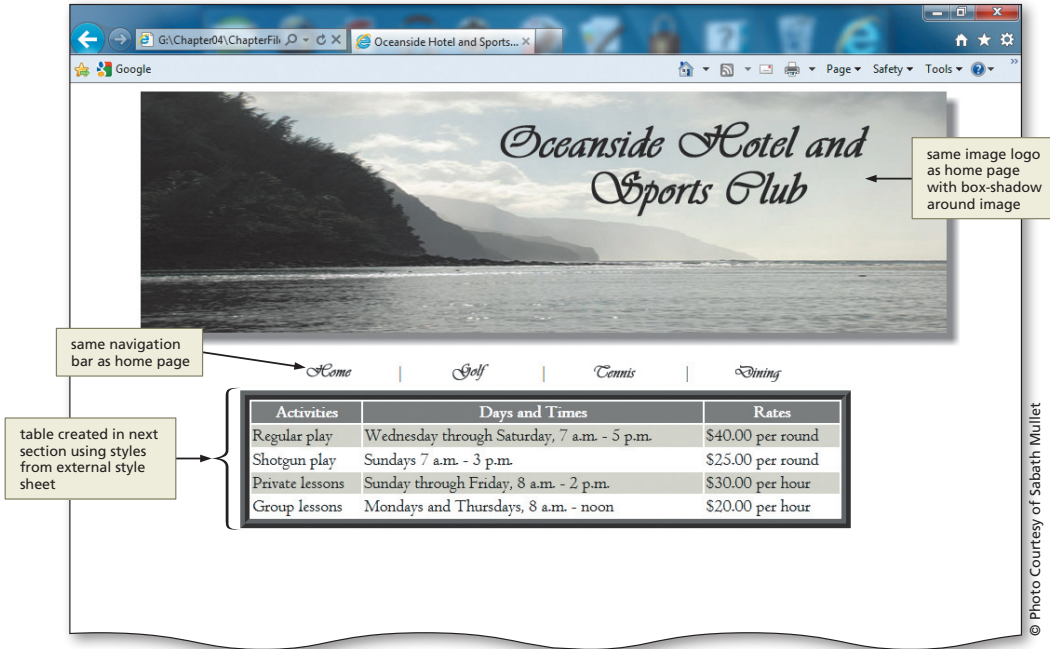 G:\Chapter04\ChapterFil
Oceanside Hotel and Sports...
Google
Page
Safety
Tools
Oceanside Hotel and
Sports Club
same image logo
as home page
with box-shadow
around image
same navigation
bar as home page
Home | Golf | Tennis | Dining
table created in next
section using styles
from external style
sheet
Activities Days and Times Rates
Regular play Wednesday through Saturday, 7 a.m. - 5 p.m. $40.00 per round
Shotgun play Sundays 7 a.m. - 3 p.m. $25.00 per round
Private lessons Sunday through Friday, 8 a.m. - 2 p.m. $30.00 per hour
Group lessons Mondays and Thursdays, 8 a.m. - noon $20.00 per hour
© Photo Courtesy of Sabath Mullet